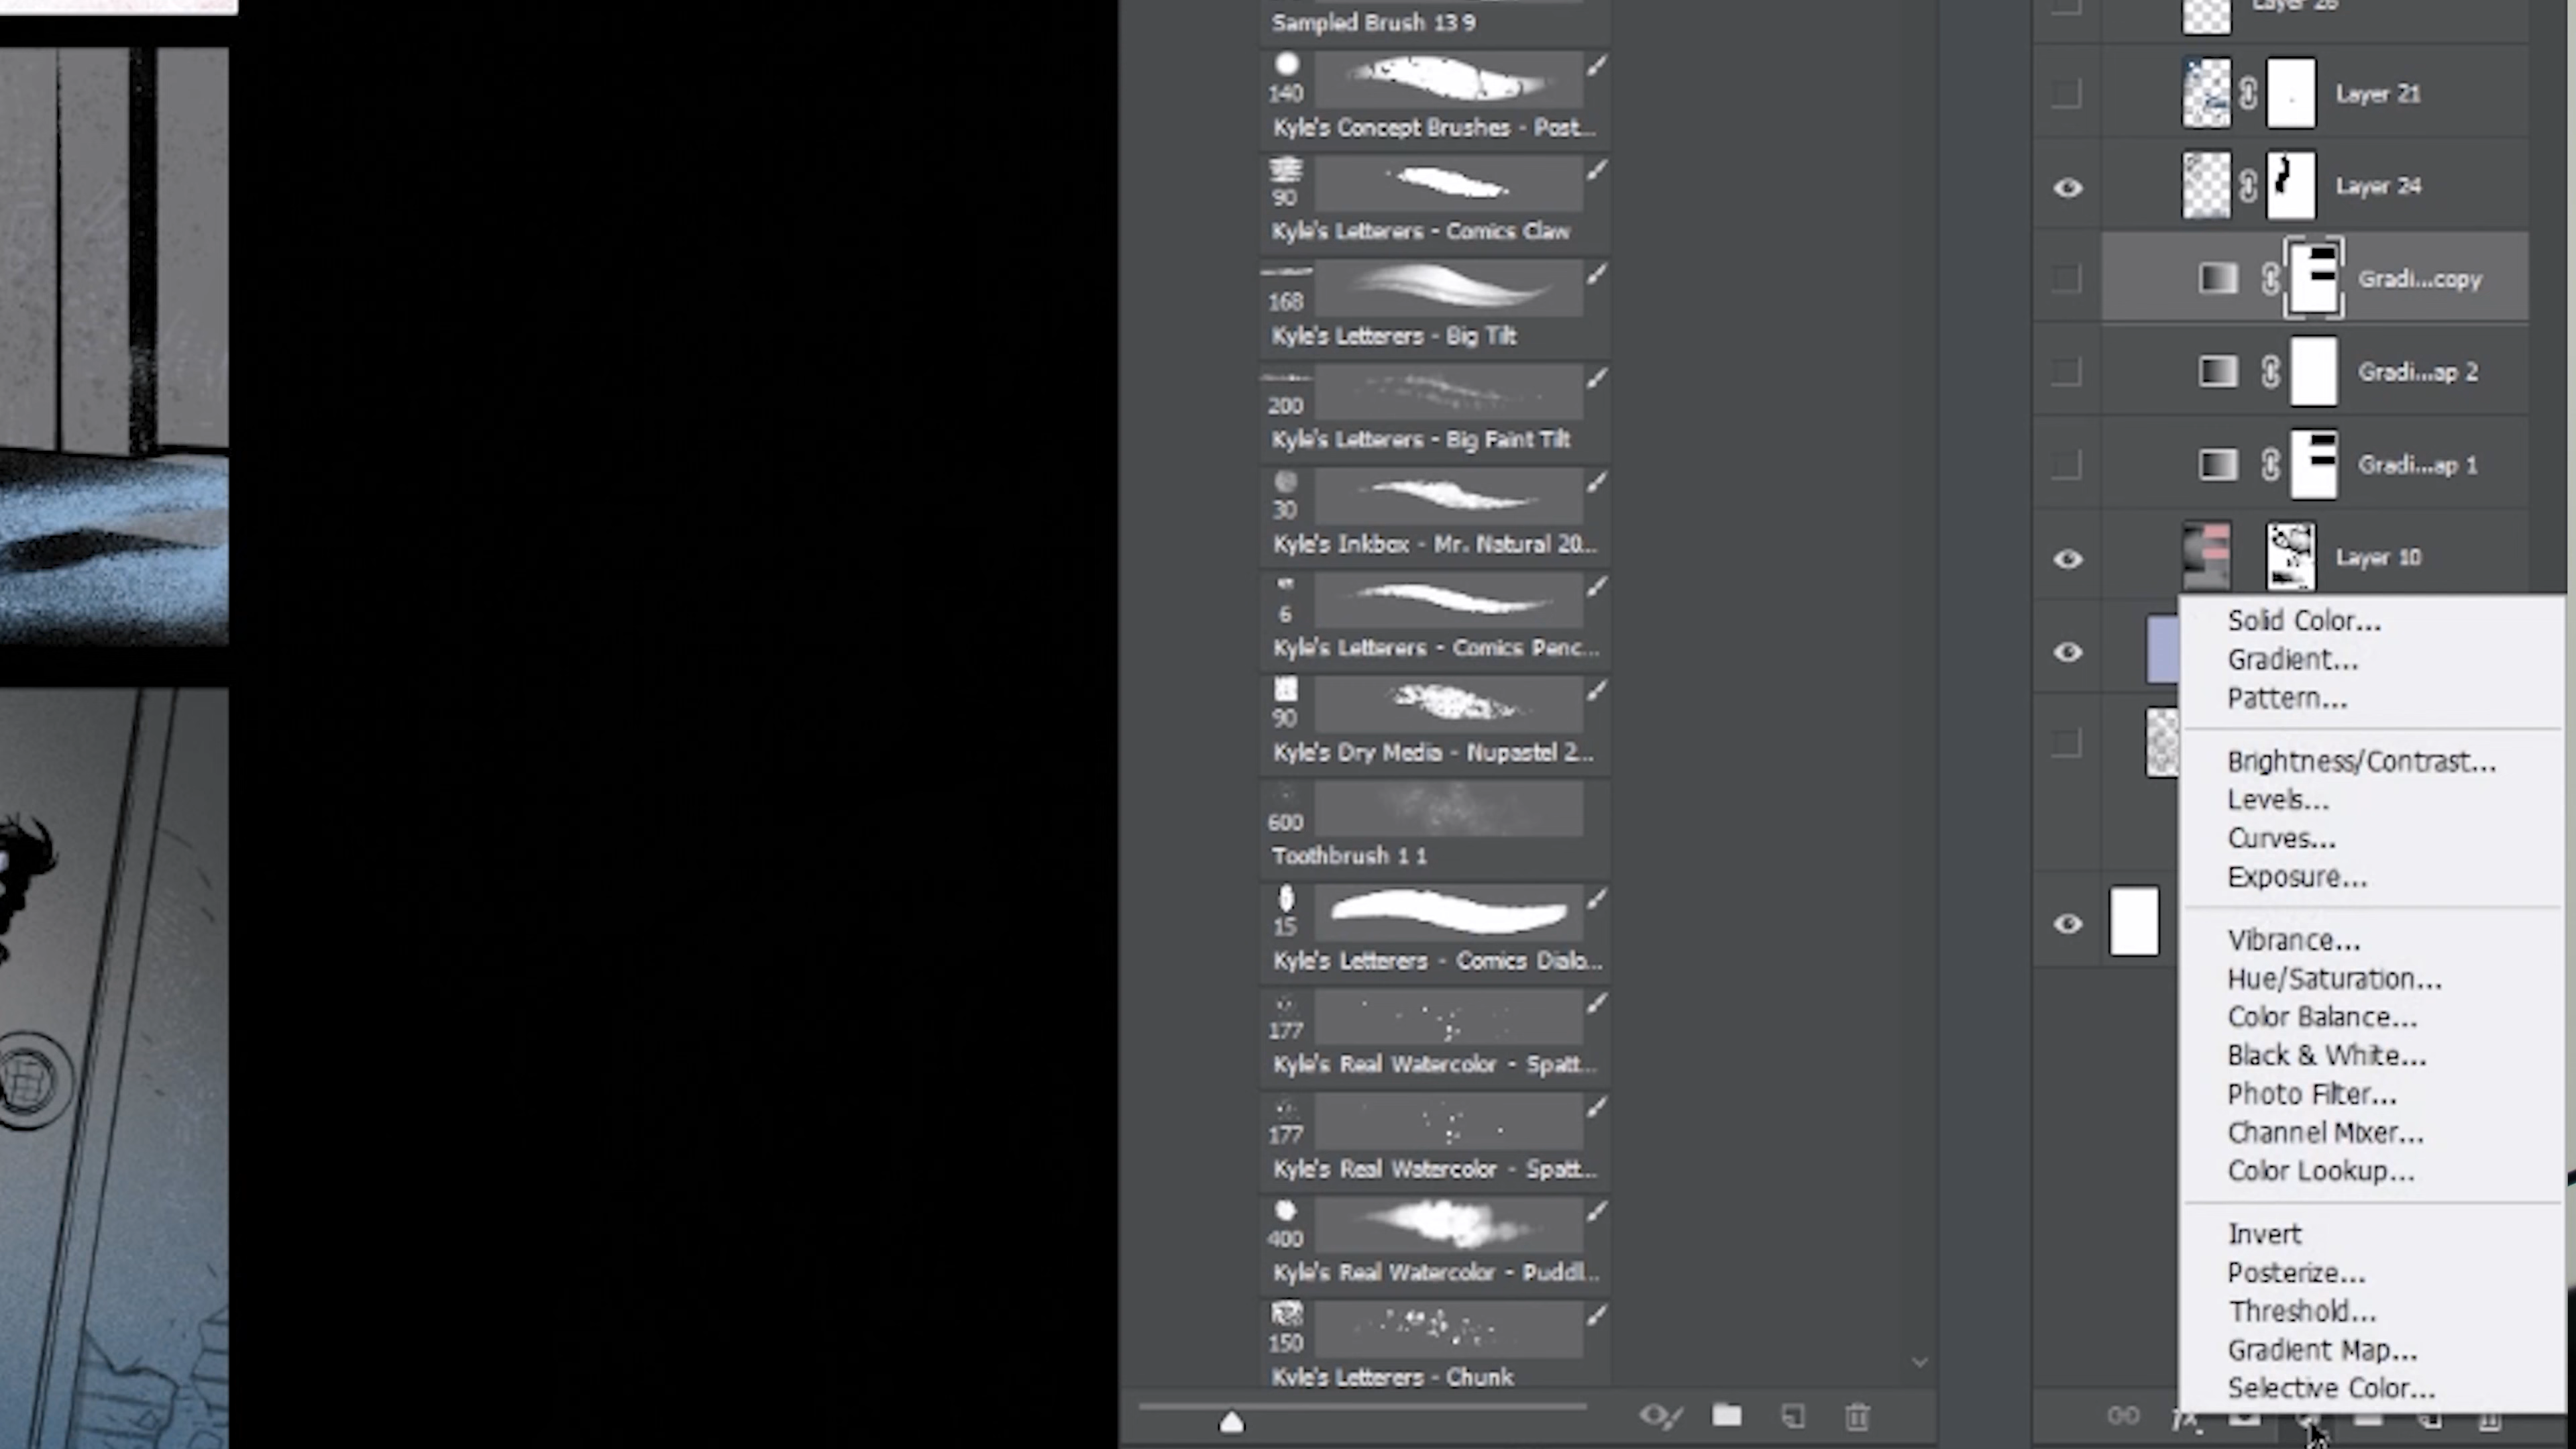 Sampled Brush 13 9
140
Kyle's Concept Brushes - Post...
90
Kyle's Letterers - Comics Claw
168
Kyle's Letterers - Big Tilt
200
Kyle's Letterers - Big Faint Tilt
30
Kyle's Inkbox - Mr. Natural 20...
6
Kyle's Letterers - Comics Penc...
90
Kyle's Dry Media - Nupastel 2...
600
Toothbrush 1 1
15
Kyle's Letterers - Comics Dialo...
177
Kyle's Real Watercolor - Spatt...
177
Kyle's Real Watercolor - Spatt...
400
Kyle's Real Watercolor - Puddl...
150
Kyle's Letterers - Chunk
Layer 26
Layer 21
Layer 24
Gradi...copy
Gradi...ap 2
Gradi...ap 1
Layer 10
Solid Color...
Gradient...
Pattern...
Brightness/Contrast...
Levels...
Curves...
Exposure...
Vibrance...
Hue/Saturation...
Color Balance...
Black & White...
Photo Filter...
Channel Mixer...
Color Lookup...
Invert
Posterize...
Threshold...
Gradient Map...
Selective Color...
fx